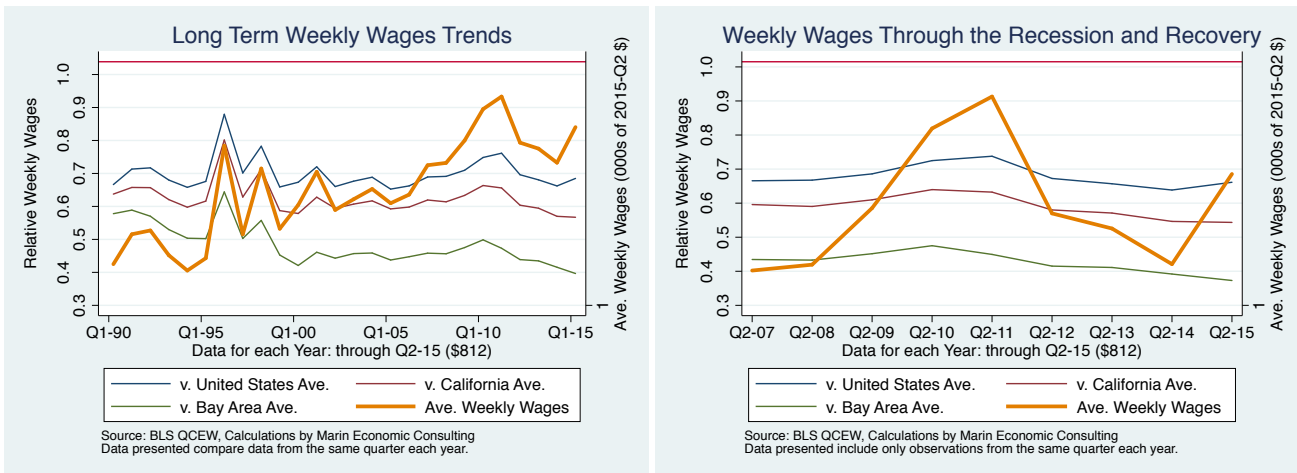 Long Term Weekly Wages Trends
Relative Weekly Wages
1.0
0.9
0.8
0.7
0.6
0.5
0.4
0.3
Ave. Weekly Wages (000s of 2015-Q2 $)
1
Q1-90 Q1-95 Q1-00 Q1-05 Q1-10 Q1-15
Data for each Year: through Q2-15 ($812)
v. United States Ave. v. California Ave.
v. Bay Area Ave. Ave. Weekly Wages
Source: BLS QCEW, Calculations by Marin Economic Consulting
Data presented compare data from the same quarter each year.
Weekly Wages Through the Recession and Recovery
Relative Weekly Wages
1.0
0.9
0.8
0.7
0.6
0.5
0.4
0.3
Ave. Weekly Wages (000s of 2015-Q2 $)
1
Q2-07 Q2-08 Q2-09 Q2-10 Q2-11 Q2-12 Q2-13 Q2-14 Q2-15
Data for each Year: through Q2-15 ($812)
v. United States Ave. v. California Ave.
v. Bay Area Ave. Ave. Weekly Wages
Source: BLS QCEW, Calculations by Marin Economic Consulting
Data presented include only observations from the same quarter each year.